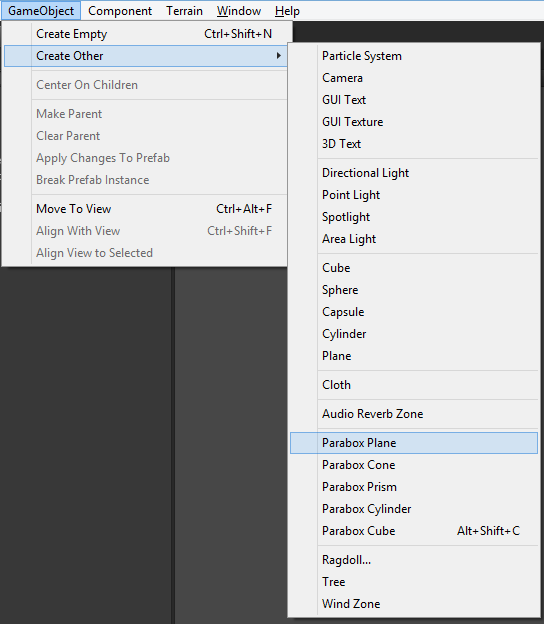 GameObject Component Terrain Window Help
Create Empty Ctrl+Shift+N
Create Other
Center On Children
Make Parent
Clear Parent
Apply Changes To Prefab
Break Prefab Instance
Move To View Ctrl+Alt+F
Align With View Ctrl+Shift+F
Align View to Selected
Particle System
Camera
GUI Text
GUI Texture
3D Text
Directional Light
Point Light
Spotlight
Area Light
Cube
Sphere
Capsule
Cylinder
Plane
Cloth
Audio Reverb Zone
Parabox Plane
Parabox Cone
Parabox Prism
Parabox Cylinder
Parabox Cube Alt+Shift+C
Ragdoll...
Tree
Wind Zone